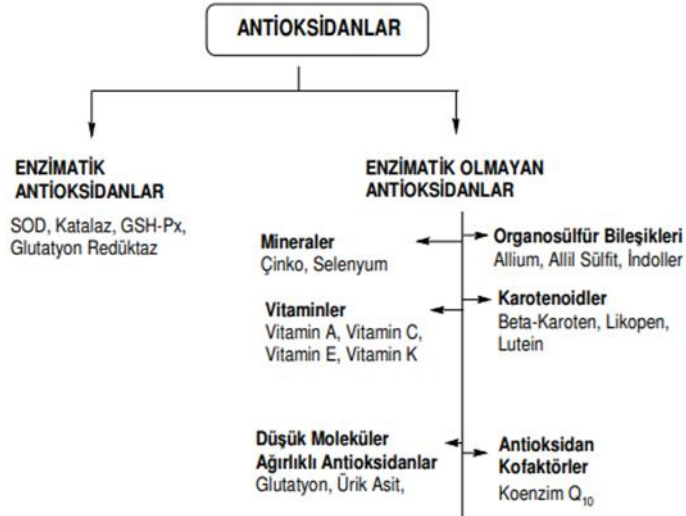 ANTİOKSİDANLAR
ENZİMATİK
ANTİOKSİDANLAR
SOD, Katalaz, GSH-Px,
Glutatyon Redüktaz
ENZİMATİK OLMAYAN
ANTİOKSİDANLAR
Mineraler
Çinko, Selenyum
Organosülfür Bileşikleri
Allium, Allil Sülfit, İndoller
Vitaminler
Vitamin A, Vitamin C,
Vitamin E, Vitamin K
Karotenoidler
Beta-Karoten, Likopen,
Lutein
Düşük Moleküler
Ağırlıklı Antioksidanlar
Glutatyon, Ürik Asit,
Antioksidan
Kofaktörler
Koenzim Q₁₀